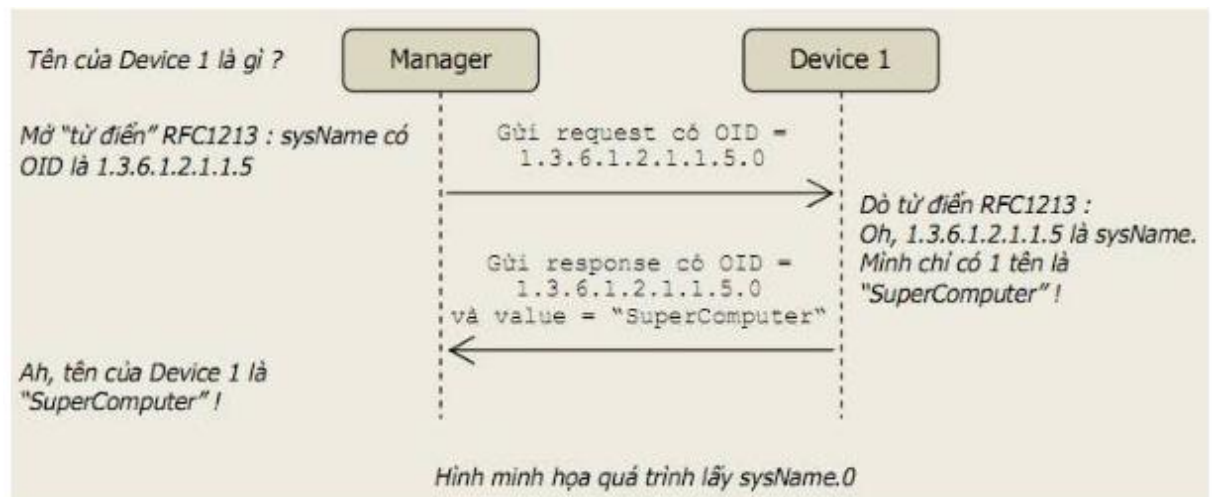 Tên của Device 1 là gì ?
Manager
Device 1
Mở "từ điển" RFC1213 : sysName có
OID là 1.3.6.1.2.1.1.5
Gửi request có OID =
1.3.6.1.2.1.1.5.0
Dò từ điển RFC1213 :
Oh, 1.3.6.1.2.1.1.5 là sysName.
Mình chỉ có 1 tên là
"SuperComputer" !
Gửi response có OID =
1.3.6.1.2.1.1.5.0
và value = "SuperComputer"
Ah, tên của Device 1 là
"SuperComputer" !
Hình minh họa quá trình lấy sysName.0